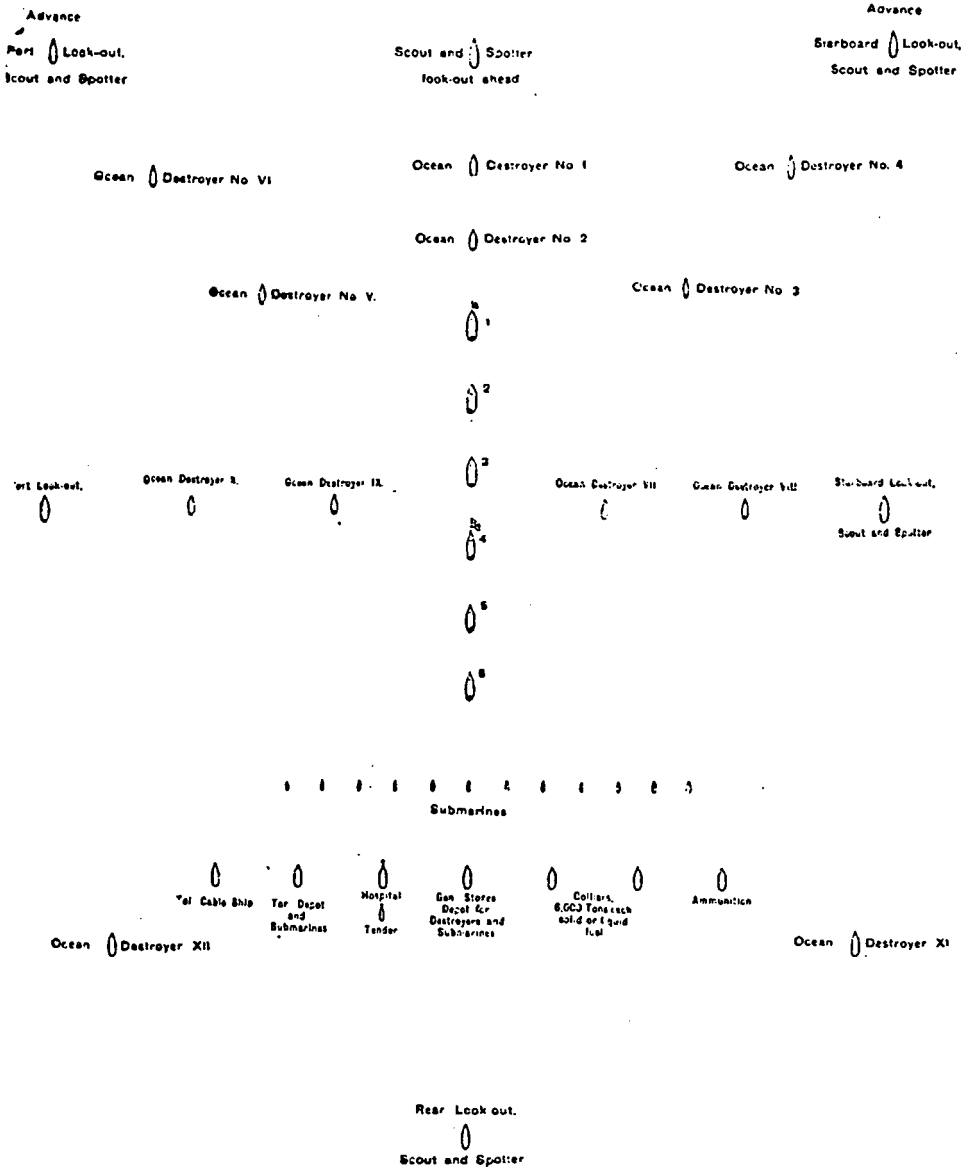 Advance
Port Look-out,
Scout and Spotter
Scout and Spotter
look-out ahead
Advance
Starboard Look-out,
Scout and Spotter
Ocean Destroyer No VI
Ocean Destroyer No 1
Ocean Destroyer No. 4
Ocean Destroyer No 2
Ocean Destroyer No V.
Ocean Destroyer No 3
1
2
3
Port Look-out,
Ocean Destroyer X.
Ocean Destroyer IX.
Ocean Destroyer VII
Ocean Destroyer VIII
Starboard Look-out,
Scout and Spotter
4
5
6
Submarines
Tel Cable Ship
Tor Depot
and
Submarines
Hospital
Tender
Gen Stores
Depot for
Destroyers and
Submarines
Colliers,
6,000 Tons each
solid or liquid
fuel
Ammunition
Ocean Destroyer XII
Ocean Destroyer XI
Rear Look out.
Scout and Spotter